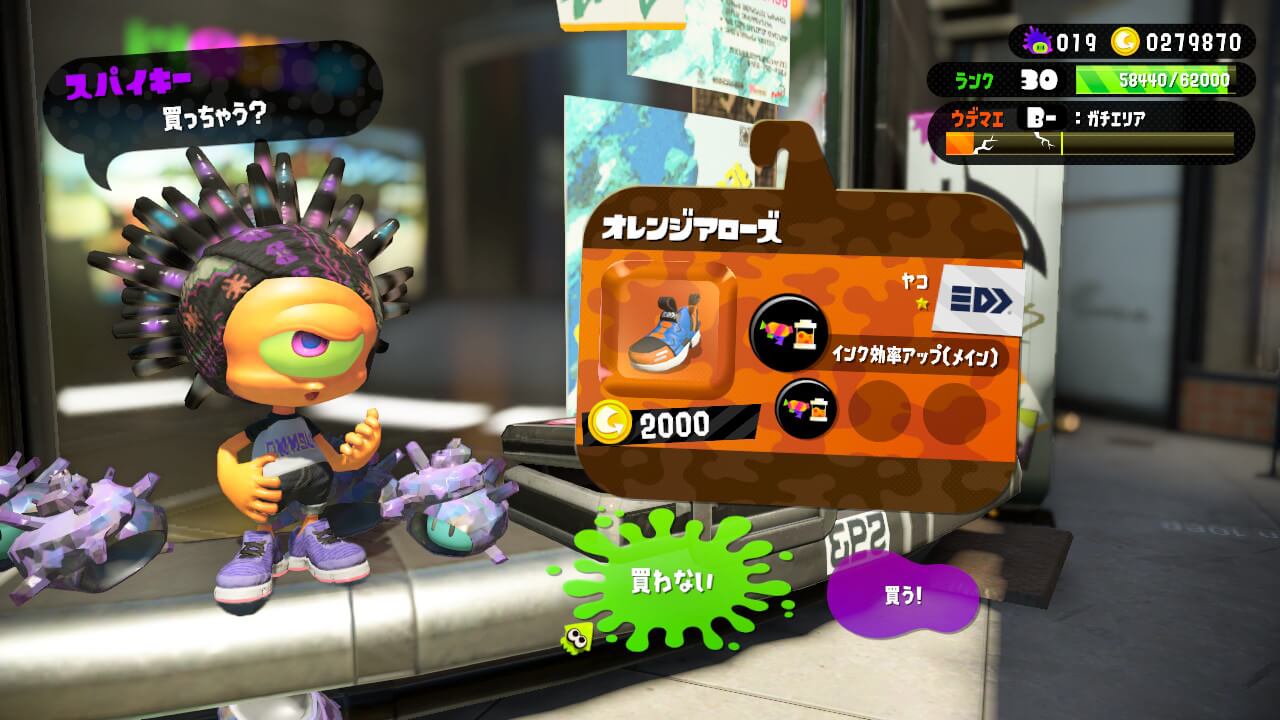 スパイキー
買っちゃう?
019
0279870
ランク 30 58440/62000
ウデマエ B- :ガチエリア
オレンジアローズ
ヤコ
インク効率アップ(メイン)
2000
買わない
買う!